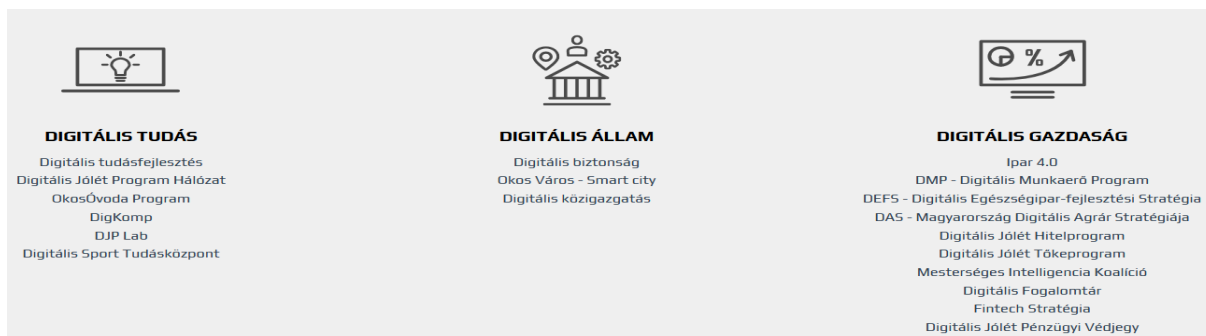 DIGITÁLIS TUDÁS
Digitális tudásfejlesztés
Digitális Jólét Program Hálózat
OkosÓvoda Program
DigKomp
DJP Lab
Digitális Sport Tudásközpont
DIGITÁLIS ÁLLAM
Digitális biztonság
Okos Város - Smart city
Digitális közigazgatás
%
DIGITÁLIS GAZDASÁG
Ipar 4.0
DMP - Digitális Munkaerő Program
DEFS - Digitális Egészségipar-fejlesztési Stratégia
DAS - Magyarország Digitális Agrár Stratégiája
Digitális Jólét Hitelprogram
Digitális Jólét Tőkeprogram
Mesterséges Intelligencia Koalíció
Digitális Fogalomtár
Fintech Stratégia
Digitális Jólét Pénzügyi Védjegy